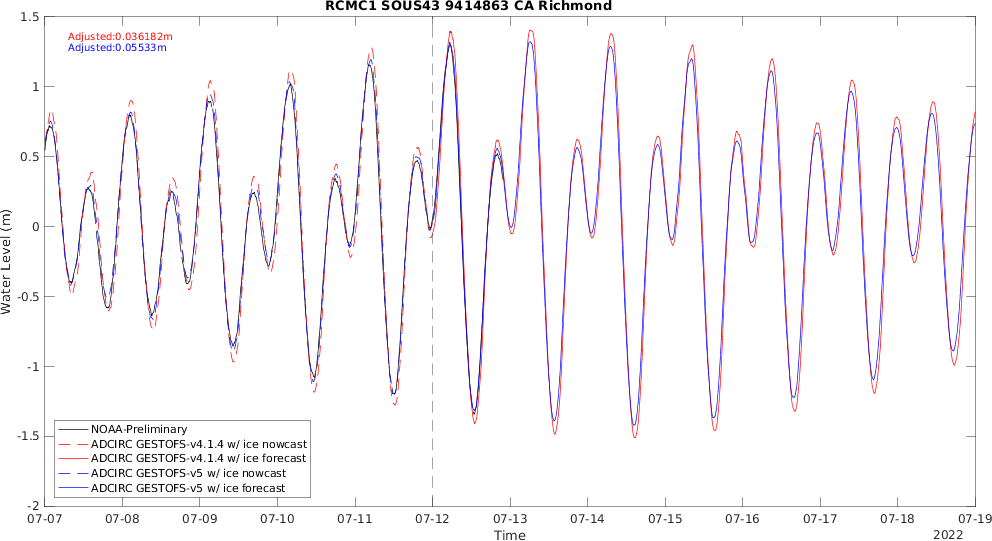 RCMC1 SOUS43 9414863 CA Richmond
Adjusted:0.036182m
Adjusted:0.05533m
1.5
1
0.5
0
-0.5
-1
-1.5
-2
Water Level (m)
NOAA-Preliminary
ADCIRC GESTOFS-v4.1.4 w/ ice nowcast
ADCIRC GESTOFS-v4.1.4 w/ ice forecast
ADCIRC GESTOFS-v5 w/ ice nowcast
ADCIRC GESTOFS-v5 w/ ice forecast
07-07 07-08 07-09 07-10 07-11 07-12 07-13 07-14 07-15 07-16 07-17 07-18 07-19
Time
2022